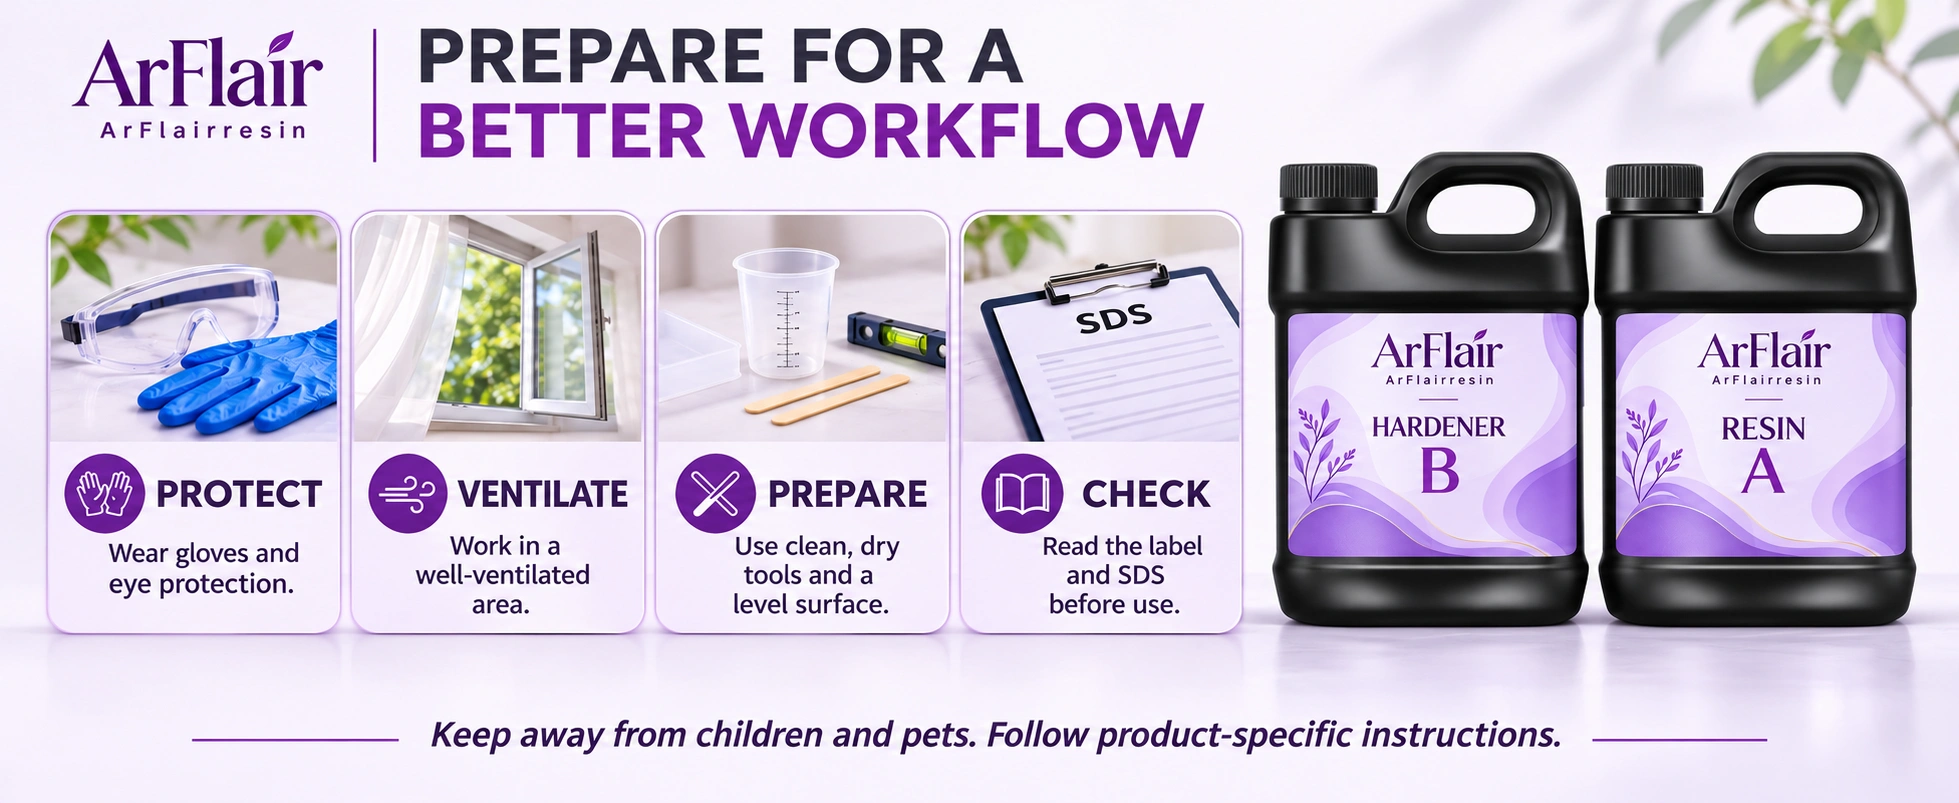 ArFlair
ArFlairresin
PREPARE FOR A
BETTER WORKFLOW
PROTECT
Wear gloves and
eye protection.
VENTILATE
Work in a
well-ventilated
area.
PREPARE
Use clean, dry
tools and a
level surface.
SDS
CHECK
Read the label
and SDS
before use.
ArFlair
ArFlairresin
HARDENER
B
ArFlair
ArFlairresin
RESIN
A
Keep away from children and pets. Follow product-specific instructions.